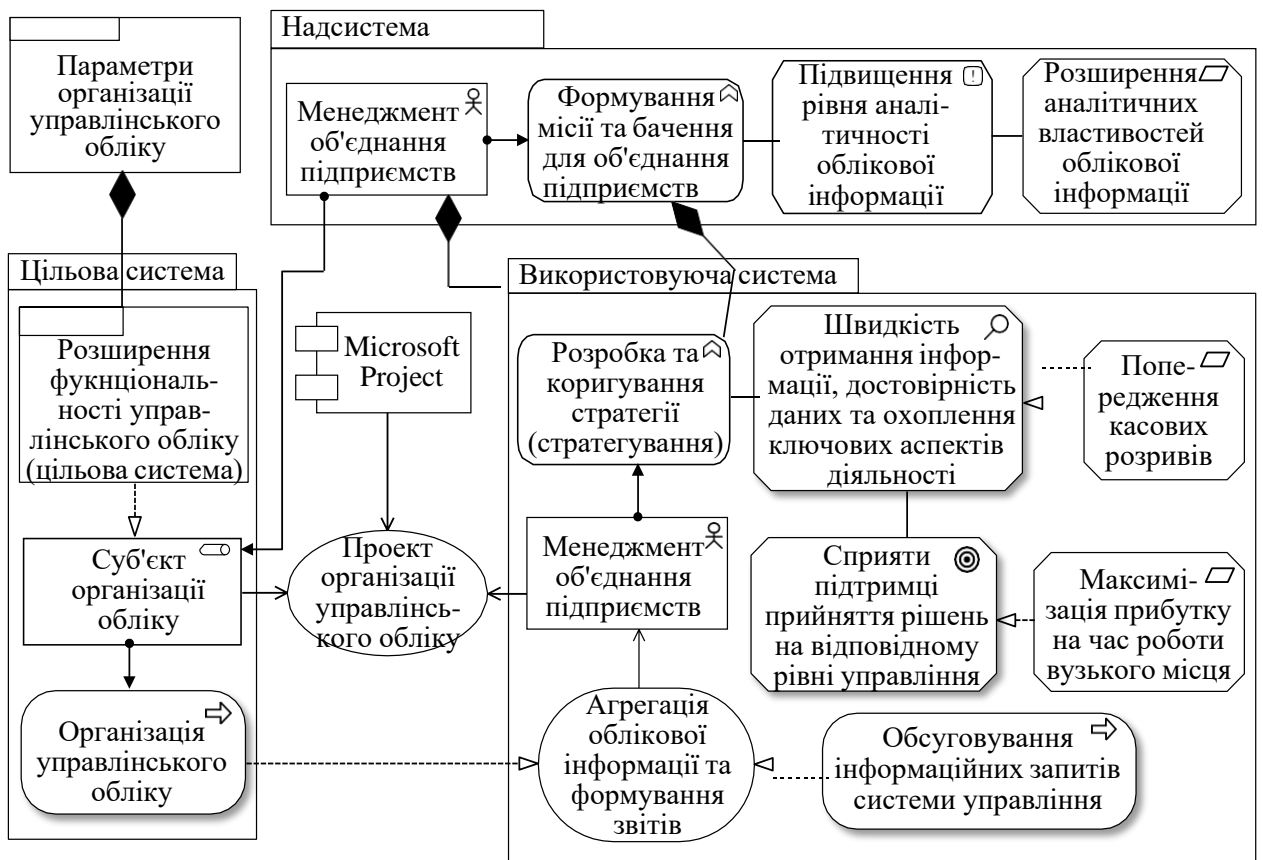 Параметри
організації
управлінського
обліку
Надсистема
Менеджмент
об'єднання
підприємств
Формування
місії та бачення
для об'єднання
підприємств
Підвищення
рівня аналі-
тичності
облікової
інформації
Розширення
аналітичних
властивостей
облікової
інформації
Цільова система
Розширення
фукнціональ-
ності управ-
лінського обліку
(цільова система)
Суб'єкт
організації
обліку
Організація
управлінського
обліку
Microsoft
Project
Проект
організації
управлінсь-
кого обліку
Використовуюча система
Розробка та
коригування
стратегії
(стратегування)
Швидкість
отримання інфор-
мації, достовірність
даних та охоплення
ключових аспектів
діяльності
Попе-
редження
касових
розривів
Менеджмент
об'єднання
підприємств
Сприяти
підтримці
прийняття рішень
на відповідному
рівні управління
Максимі-
зація прибутку
на час роботи
вузького місця
Агрегація
облікової
інформації та
формування
звітів
Обсуговування
інформаційних запитів
системи управління